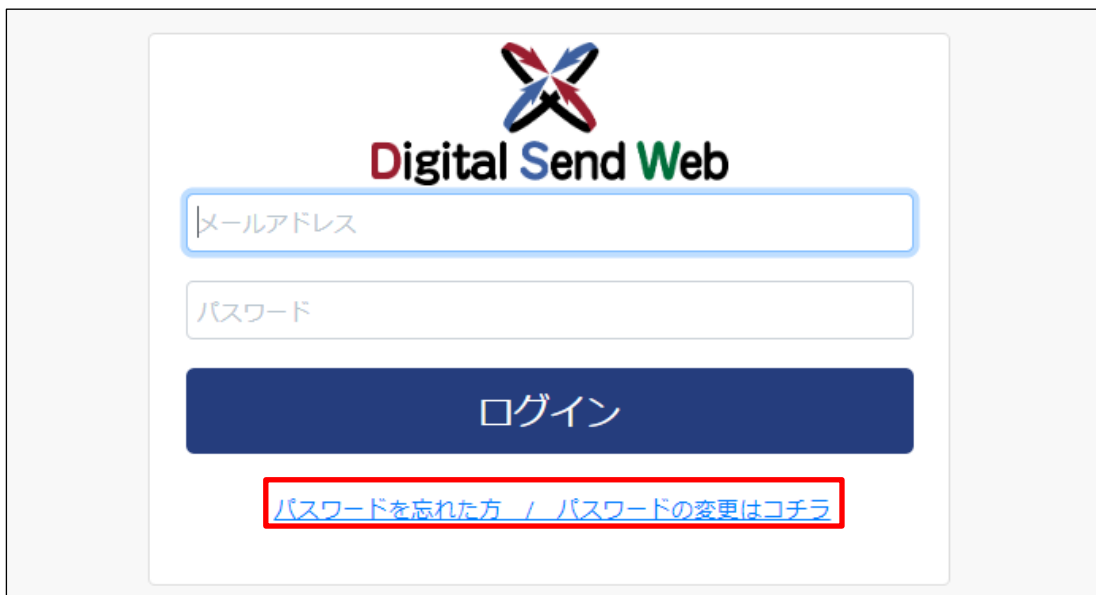 Digital Send Web
メールアドレス
パスワード
ログイン
パスワードを忘れた方　/　パスワードの変更はコチラ